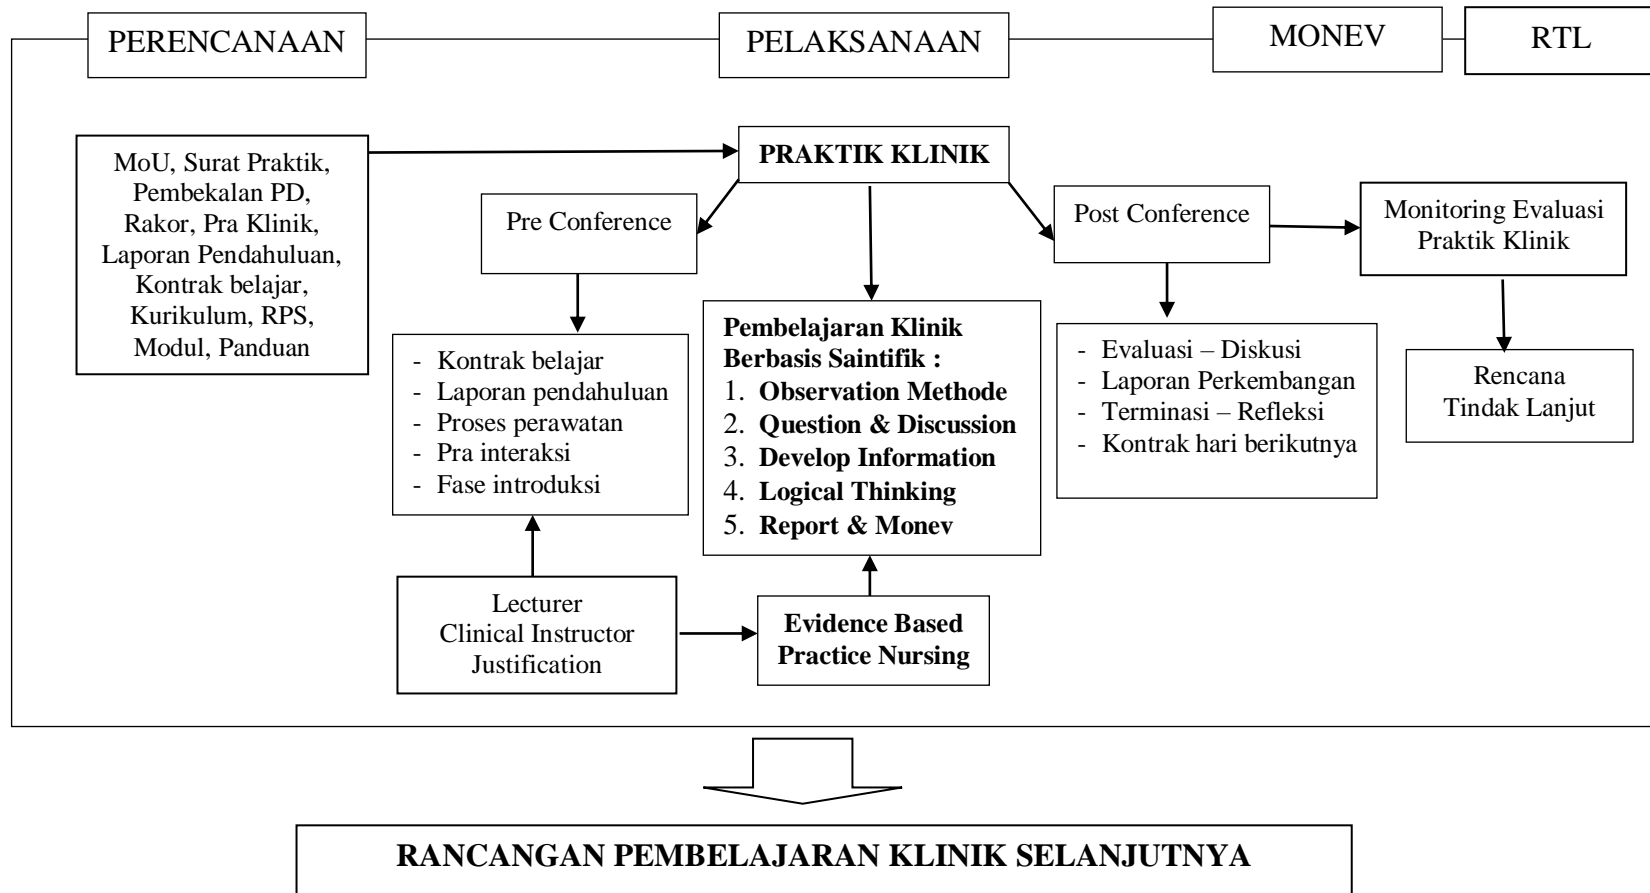 PERENCANAAN
PELAKSANAAN
MONEV
RTL
MoU, Surat Praktik,
Pembekalan PD,
Rakor, Pra Klinik,
Laporan Pendahuluan,
Kontrak belajar,
Kurikulum, RPS,
Modul, Panduan
PRAKTIK KLINIK
Pre Conference
Post Conference
Monitoring Evaluasi
Praktik Klinik
- Kontrak belajar
- Laporan pendahuluan
- Proses perawatan
- Pra interaksi
- Fase introduksi
Pembelajaran Klinik
Berbasis Saintifik :
1. Observation Methode
2. Question & Discussion
3. Develop Information
4. Logical Thinking
5. Report & Monev
- Evaluasi – Diskusi
- Laporan Perkembangan
- Terminasi – Refleksi
- Kontrak hari berikutnya
Rencana
Tindak Lanjut
Lecturer
Clinical Instructor
Justification
Evidence Based
Practice Nursing
RANCANGAN PEMBELAJARAN KLINIK SELANJUTNYA